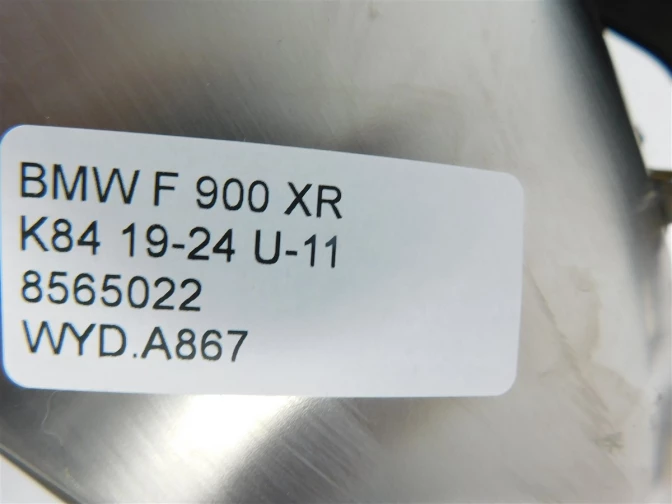 BMW F 900 XR
K84 19-24 U-11
8565022
WYD.A867